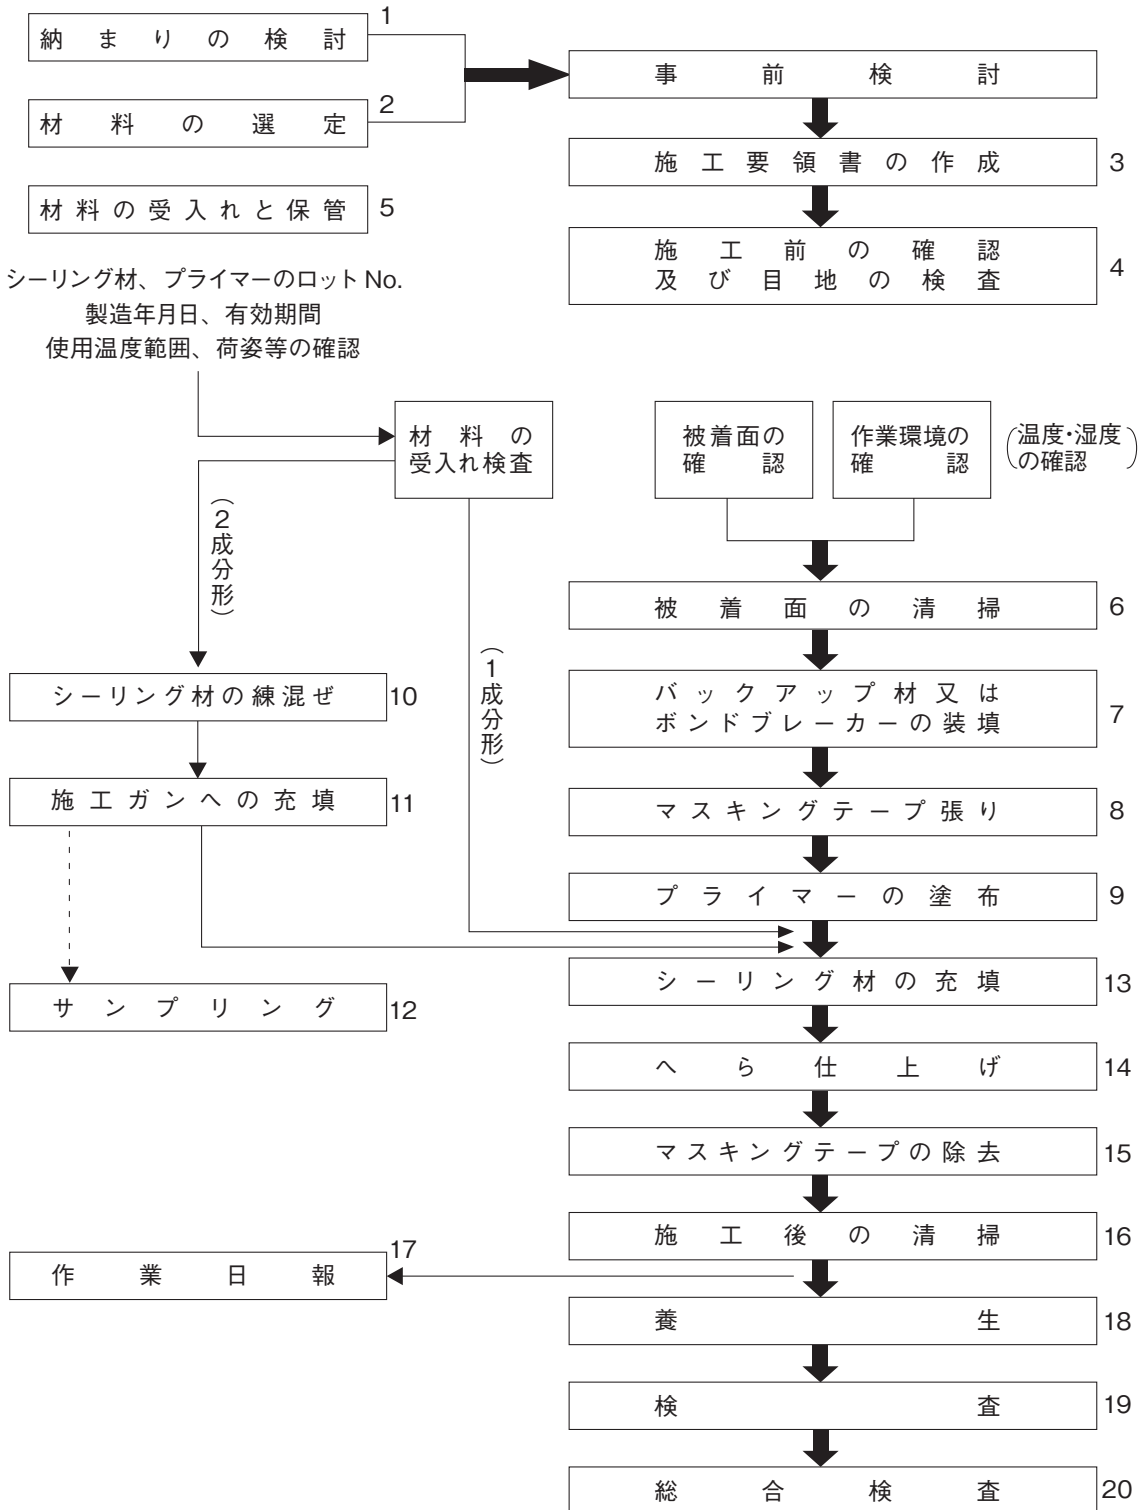 納まりの検討
1
材料の選定
2
事前検討
施工要領書の作成
3
施工前の確認
及び目地の検査
4
材料の受入れと保管
5
シーリング材、プライマーのロットNo.
製造年月日、有効期間
使用温度範囲、荷姿等の確認
材料の
受入れ検査
被着面の
確認
作業環境の
確認
(温度・湿度
の確認)
(2成分形)
(1成分形)
被着面の清掃
6
バックアップ材又は
ボンドブレーカーの装填
7
マスキングテープ張り
8
プライマーの塗布
9
シーリング材の練混ぜ
10
施工ガンへの充填
11
サンプリング
12
シーリング材の充填
13
へら仕上げ
14
マスキングテープの除去
15
施工後の清掃
16
作業日報
17
養生
18
検査
19
総合検査
20